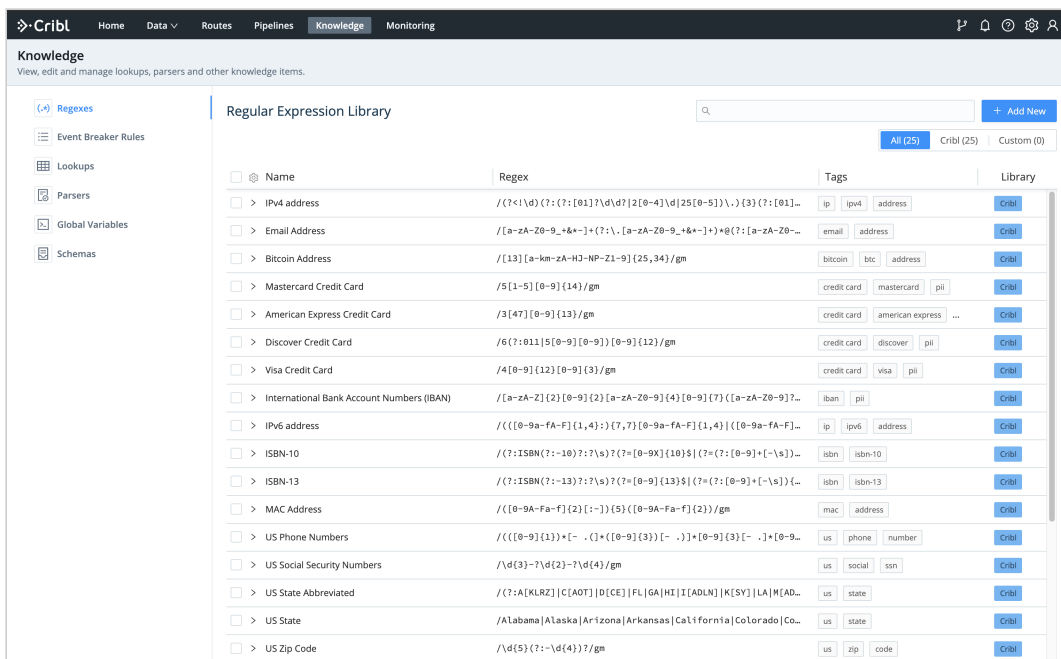 Cribl Home Data Routes Pipelines Knowledge Monitoring
Knowledge
View, edit and manage lookups, parsers and other knowledge items.
(.*) Regexes
Event Breaker Rules
Lookups
Parsers
Global Variables
Schemas
Regular Expression Library
+ Add New
All (25) Cribl (25) Custom (0)
Name Regex Tags Library
IPv4 address /(?<!\d)(?:(?:[01]?\d\d?|2[0-4]\d|25[0-5])\.){3}(?:[01]… ip ipv4 address Cribl
Email Address /[a-zA-Z0-9_+&*-]+(?:\.[a-zA-Z0-9_+&*-]+)*@(?:[a-zA-Z0-… email address Cribl
Bitcoin Address /[13][a-km-zA-HJ-NP-Z1-9]{25,34}/gm bitcoin btc address Cribl
Mastercard Credit Card /5[1-5][0-9]{14}/gm credit card mastercard pii Cribl
American Express Credit Card /3[47][0-9]{13}/gm credit card american express ... Cribl
Discover Credit Card /6(?:011|5[0-9][0-9])[0-9]{12}/gm credit card discover pii Cribl
Visa Credit Card /4[0-9]{12}[0-9]{3}/gm credit card visa pii Cribl
International Bank Account Numbers (IBAN) /[a-zA-Z]{2}[0-9]{2}[a-zA-Z0-9]{4}[0-9]{7}([a-zA-Z0-9]?… iban pii Cribl
IPv6 address /(([0-9a-fA-F]{1,4}:){7,7}[0-9a-fA-F]{1,4}|([0-9a-fA-F]… ip ipv6 address Cribl
ISBN-10 /(?:ISBN(?:-10)?:?\s)?(?=[0-9X]{10}$|(?=(?:[0-9]+[-\s])… isbn isbn-10 Cribl
ISBN-13 /(?:ISBN(?:-13)?:?\s)?(?=[0-9]{13}$|(?=(?:[0-9]+[-\s]){… isbn isbn-13 Cribl
MAC Address /([0-9A-Fa-f]{2}[:-]){5}([0-9A-Fa-f]{2})/gm mac address Cribl
US Phone Numbers /(([0-9]{1})*[- .(]*([0-9]{3})[- .)]*[0-9]{3}[- .]*[0-9… us phone number Cribl
US Social Security Numbers /\d{3}-?\d{2}-?\d{4}/gm us social ssn Cribl
US State Abbreviated /(?:A[KLRZ]|C[AOT]|D[CE]|FL|GA|HI|I[ADLN]|K[SY]|LA|M[AD… us state Cribl
US State /Alabama|Alaska|Arizona|Arkansas|California|Colorado|Co… us state Cribl
US Zip Code /\d{5}(?:-\d{4})?/gm us zip code Cribl